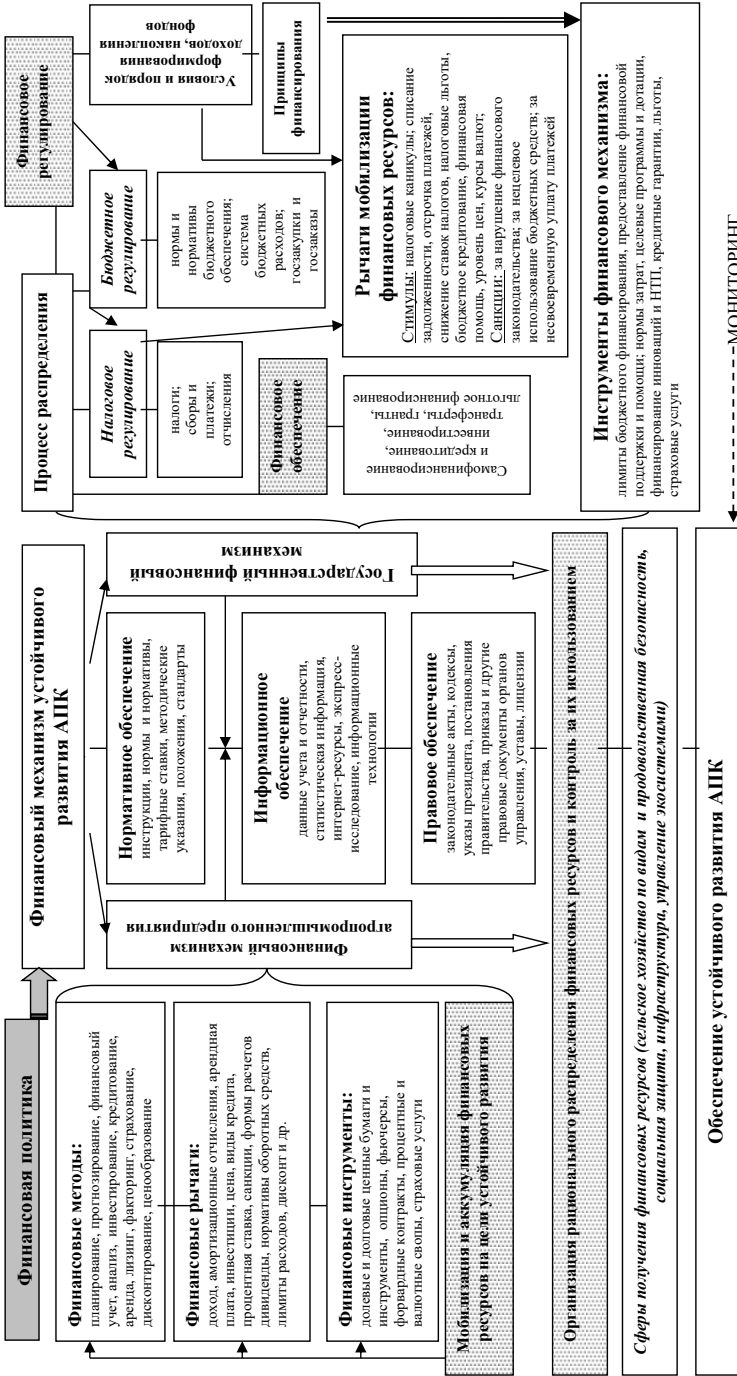 Финансовая политика
Финансовый механизм устойчивого
развития АПК
Финансовые методы:
планирование, прогнозирование, финансовый
учет, анализ, инвестирование, кредитование,
аренда, лизинг, факторинг, страхование,
дисконтирование, ценообразование
Финансовые рычаги:
доход, амортизационные отчисления, арендная
плата, инвестиции, цена, виды кредита,
процентная ставка, санкции, формы расчетов
дивиденды, нормативы оборотных средств,
лимиты расходов, дисконт и др.
Финансовые инструменты:
долевые и долговые ценные бумаги и
инструменты, опционы, фьючерсы,
форвардные контракты, процентные и
валютные свопы, страховые услуги
Мобилизация и аккумуляция финансовых
ресурсов на цели устойчивого развития
Финансовый механизм
агропромышленного предприятия
Нормативное обеспечение
инструкции, нормы и нормативы,
тарифные ставки, методические
указания, положения, стандарты
Информационное
обеспечение
данные учета и отчетности,
статистическая информация,
интернет-ресурсы, экспресс-
исследование, информационные
технологии
Правовое обеспечение
законодательные акты, кодексы,
указы президента, постановления
правительства, приказы и другие
правовые документы органов
управления, уставы, лицензии
Государственный финансовый
механизм
Процесс распределения
Финансовое
регулирование
Налоговое
регулирование
налоги;
сборы и
платежи;
отчисления
Бюджетное
регулирование
нормы и
нормативы
бюджетного
обеспечения;
система
бюджетных
расходов;
госзакупки и
госзаказы
Условия и порядок
формирования
доходов, накопления
фондов
Принципы
финансирования
Финансовое
обеспечение
Самофинансирование
и кредитование,
инвестирование,
трансферты, гранты,
льготное финансирование
Рычаги мобилизации
финансовых ресурсов:
Стимулы: налоговые каникулы; списание
задолженности, отсрочка платежей,
снижение ставок налогов, налоговые льготы,
бюджетное кредитование, финансовая
помощь, уровень цен, курсы валют;
Санкции: за нарушение финансового
законодательства; за нецелевое
использование бюджетных средств; за
несвоевременную уплату платежей
Инструменты финансового механизма:
лимиты бюджетного финансирования, предоставление финансовой
поддержки и помощи; нормы затрат, целевые программы и дотации,
финансирование инноваций и НТП, кредитные гарантии, льготы,
страховые услуги
Организация рационального распределения финансовых ресурсов и контроль за их использованием
Сферы получения финансовых ресурсов (сельское хозяйство по видам и продовольственная безопасность,
социальная защита, инфраструктура, управление экосистемами)
Обеспечение устойчивого развития АПК
МОНИТОРИНГ